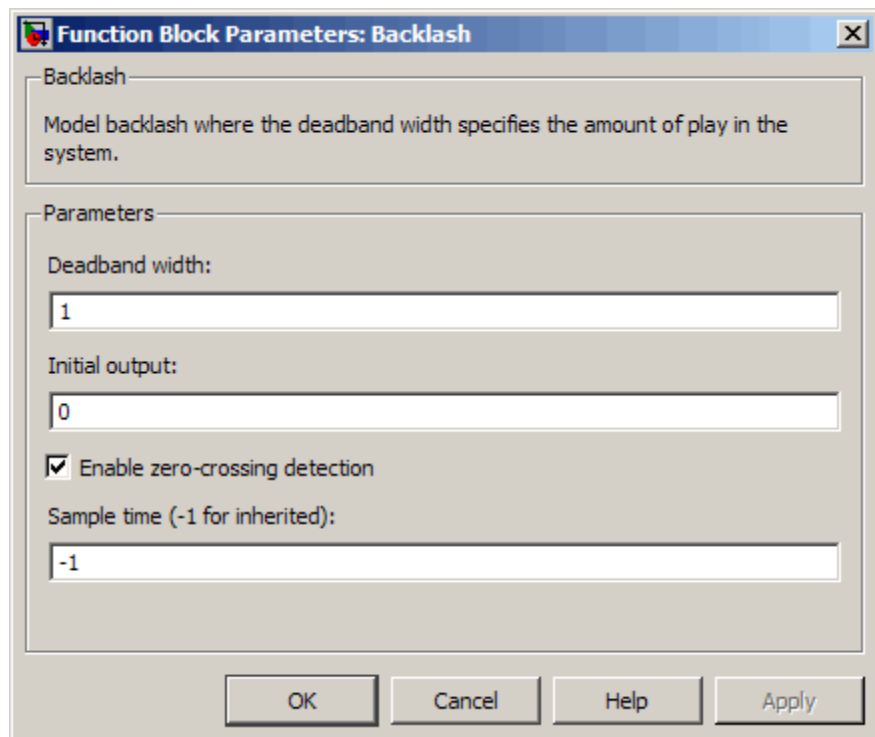 Function Block Parameters: Backlash
Backlash
Model backlash where the deadband width specifies the amount of play in the
system.
Parameters
Deadband width:
1
Initial output:
0
Enable zero-crossing detection
Sample time (-1 for inherited):
-1
OK Cancel Help Apply